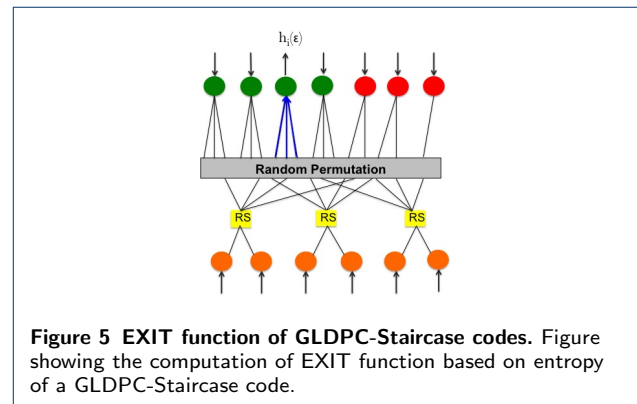 hᵢ(ε)
Random Permutation
RS RS RS
Figure 5 EXIT function of GLDPC-Staircase codes. Figure
showing the computation of EXIT function based on entropy
of a GLDPC-Staircase code.